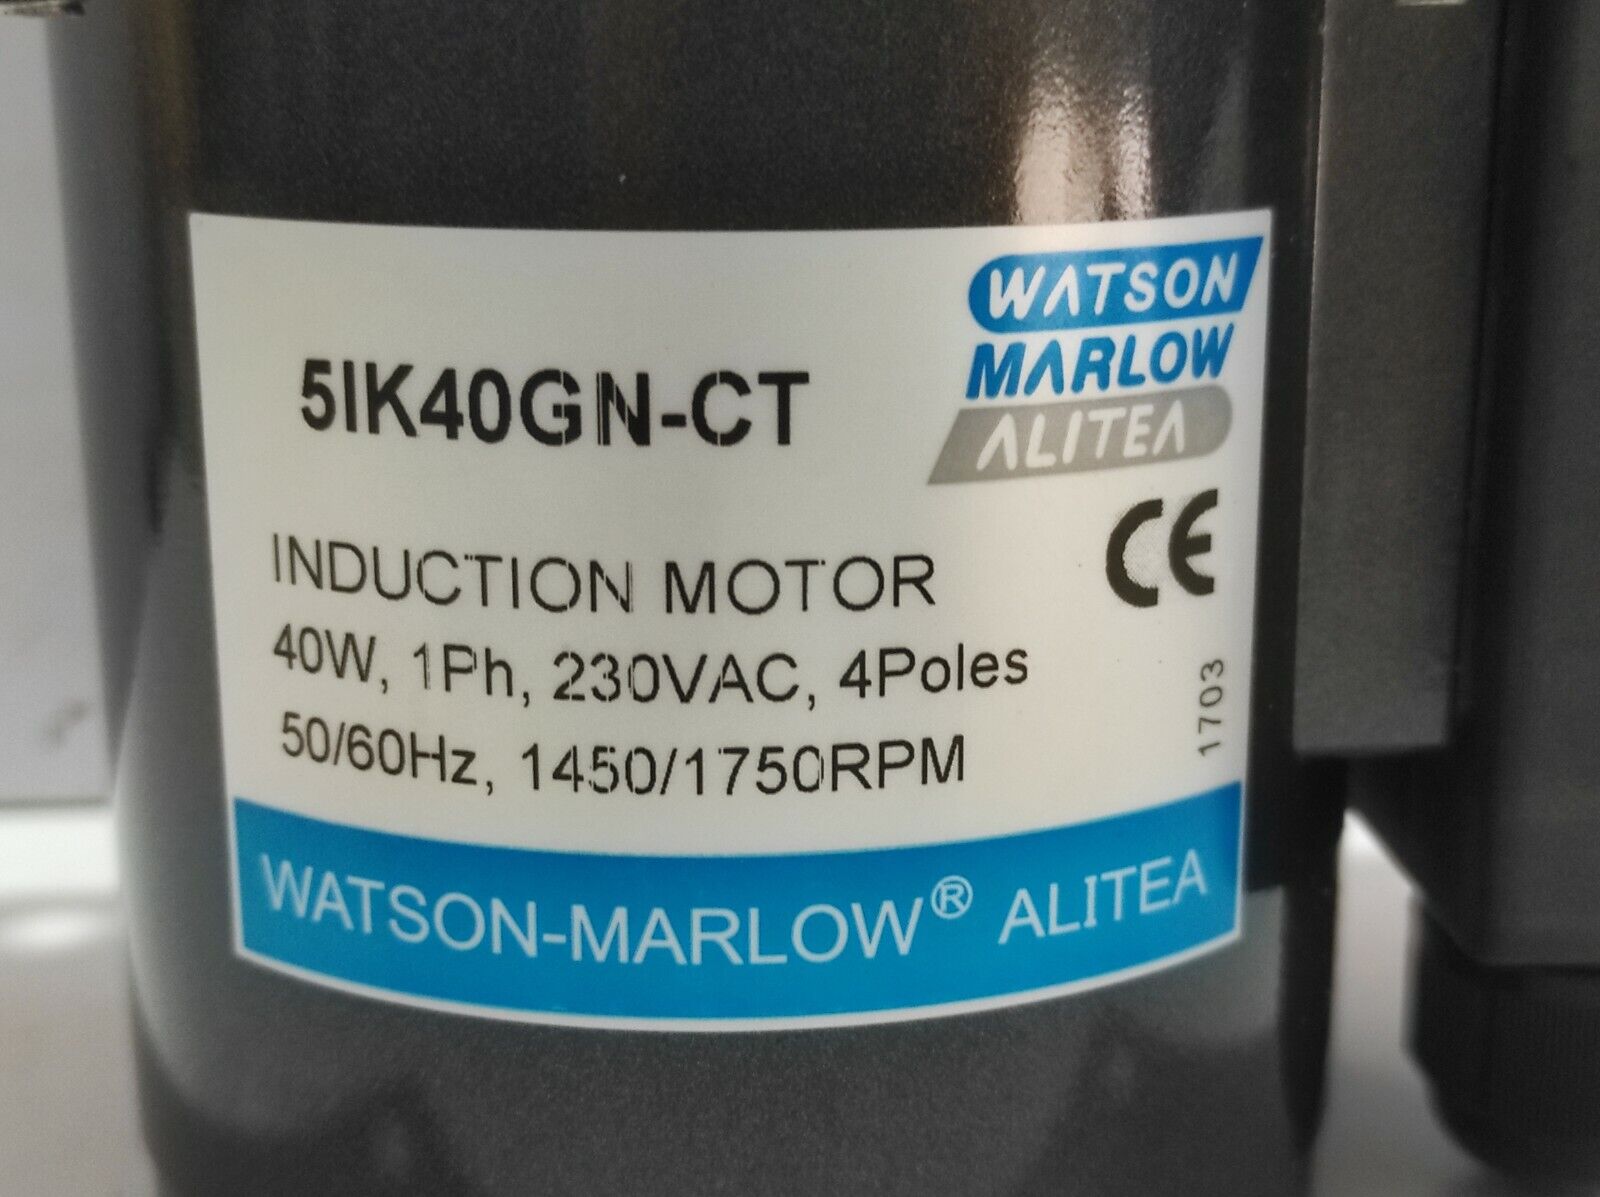 WATSON
MARLOW
ALITEA
5IK40GN-CT
CE
INDUCTION MOTOR
40W, 1Ph, 230VAC, 4Poles
50/60Hz, 1450/1750RPM
1703
WATSON-MARLOW® ALITEA